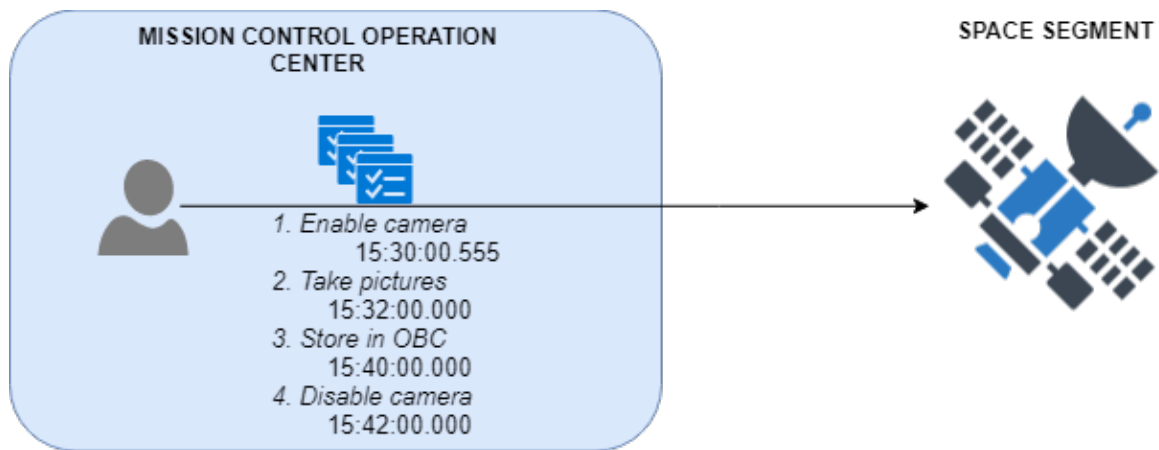 MISSION CONTROL OPERATION
CENTER
SPACE SEGMENT
1. Enable camera
15:30:00.555
2. Take pictures
15:32:00.000
3. Store in OBC
15:40:00.000
4. Disable camera
15:42:00.000